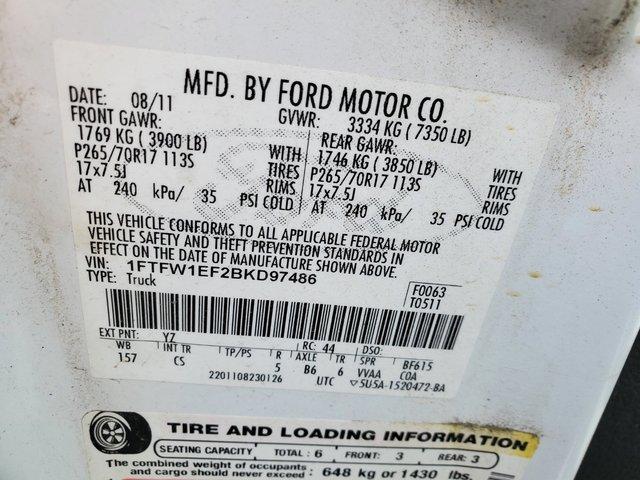 MFD. BY FORD MOTOR CO.
DATE: 08/11 GVWR: 3334 KG ( 7350 LB)
FRONT GAWR: REAR GAWR:
1769 KG ( 3900 LB) WITH 1746 KG ( 3850 LB) WITH
P265/70R17 113S TIRES P265/70R17 113S TIRES
17x7.5J RIMS 17x7.5J RIMS
AT 240 kPa/ 35 PSI COLD AT 240 kPa/ 35 PSI COLD
THIS VEHICLE CONFORMS TO ALL APPLICABLE FEDERAL MOTOR
VEHICLE SAFETY AND THEFT PREVENTION STANDARDS IN
EFFECT ON THE DATE OF MANUFACTURE SHOWN ABOVE.
VIN: 1FTFW1EF2BKD97486
TYPE: Truck
F0063
T0511
EXT PNT: YZ RC: 44 DSO:
WB TP/PS R AXLE TR SPR BF615
157 CS 5 B6 6 VVAA COA
2201108230126 UTC 5U5A-1520472-BA
TIRE AND LOADING INFORMATION
SEATING CAPACITY TOTAL : 6 FRONT: 3 REAR: 3
The combined weight of occupants
and cargo should never exceed : 648 kg or 1430 lbs.